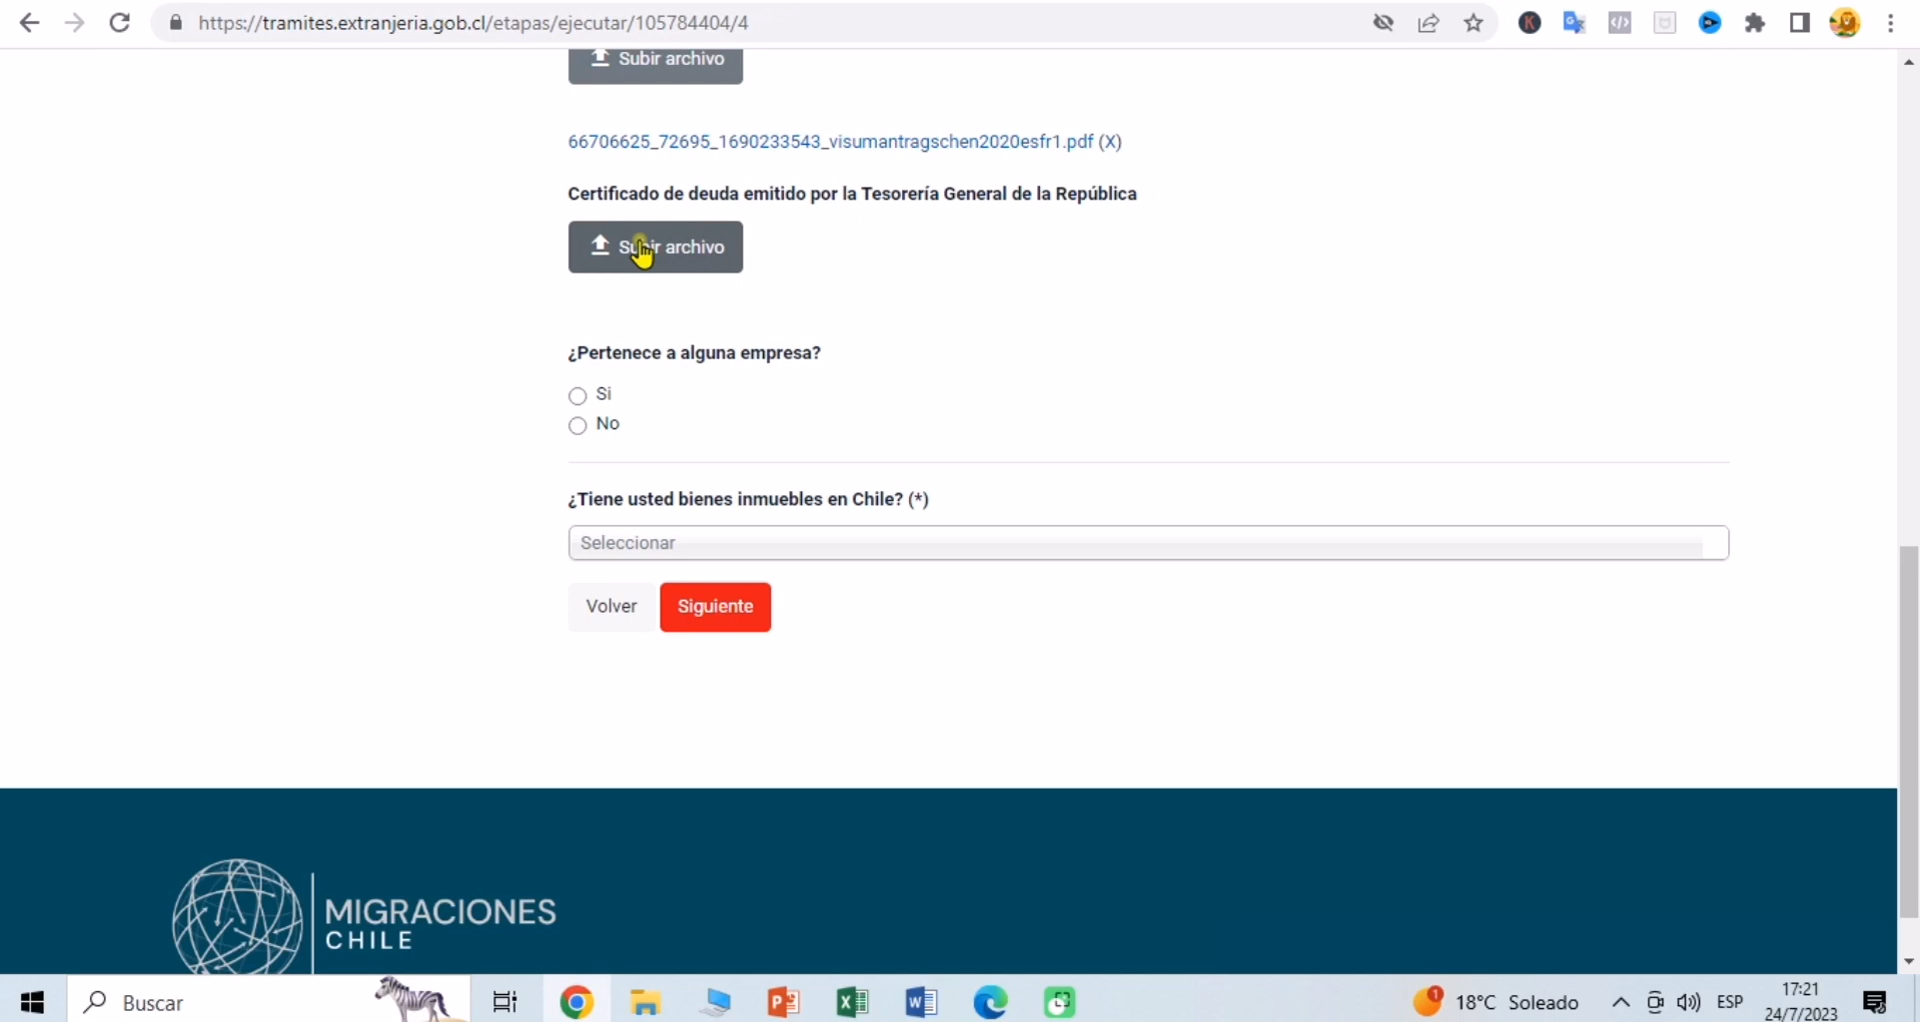 https://tramites.extranjeria.gob.cl/etapas/ejecutar/105784404/4
Subir archivo
66706625_72695_1690233543_visumantragschen2020esfr1.pdf (X)
Certificado de deuda emitido por la Tesorería General de la República
Subir archivo
¿Pertenece a alguna empresa?
Si
No
¿Tiene usted bienes inmuebles en Chile? (*)
Seleccionar
Volver Siguiente
MIGRACIONES
CHILE
Buscar
1 18°C Soleado ESP
17:21
24/7/2023